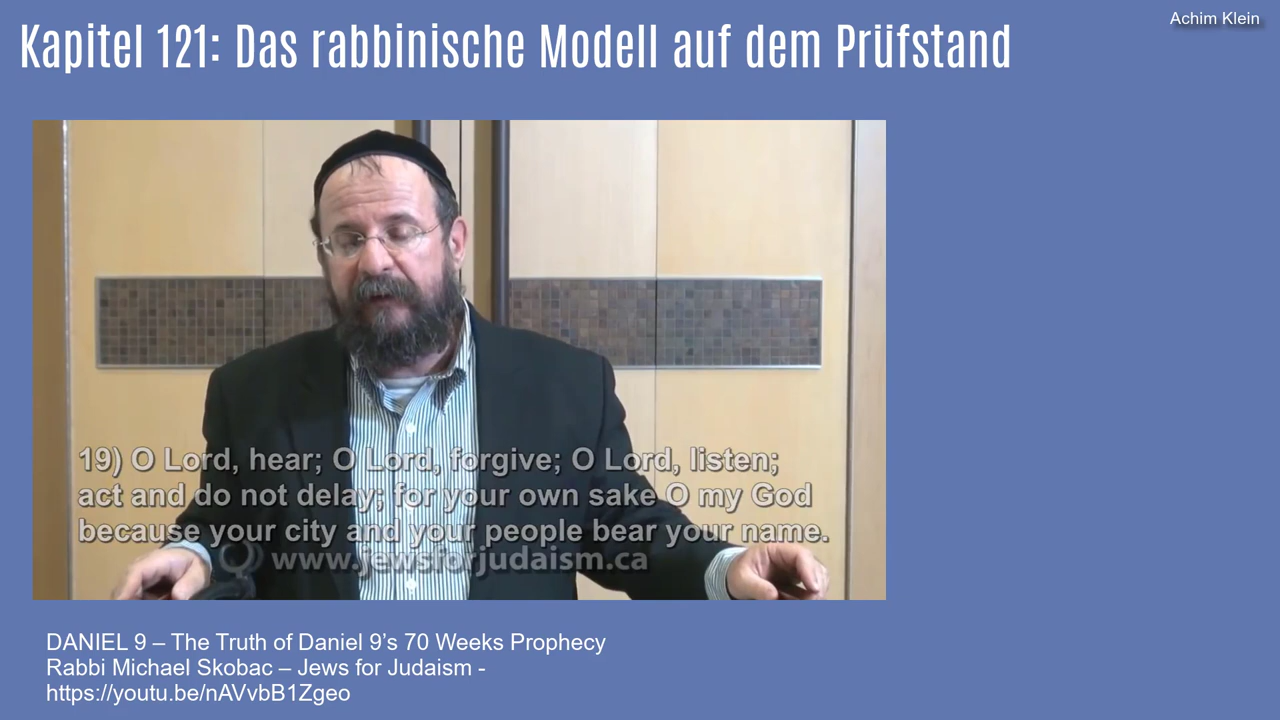 Achim Klein
Kapitel 121: Das rabbinische Modell auf dem Prüfstand
19) O Lord, hear; O Lord, forgive; O Lord, listen;
act and do not delay; for your own sake O my God
because your city and your people bear your name.
www.jewsforjudaism.ca
DANIEL 9 – The Truth of Daniel 9’s 70 Weeks Prophecy
Rabbi Michael Skobac – Jews for Judaism -
https://youtu.be/nAVvbB1Zgeo